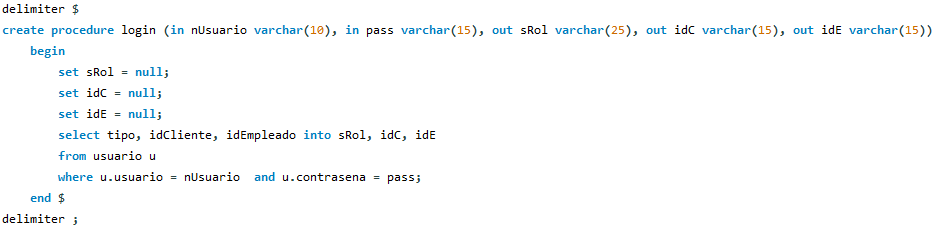 delimiter $
create procedure login (in nUsuario varchar(10), in pass varchar(15), out sRol varchar(25), out idC varchar(15), out idE varchar(15))
    begin
        set sRol = null;
        set idC = null;
        set idE = null;
        select tipo, idCliente, idEmpleado into sRol, idC, idE
        from usuario u
        where u.usuario = nUsuario  and u.contrasena = pass;
    end $
delimiter ;